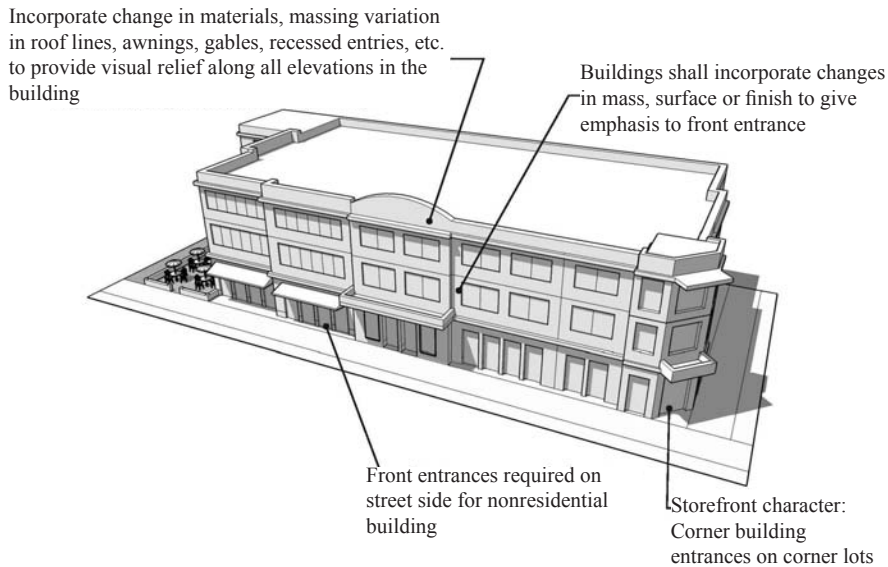 Incorporate change in materials, massing variation
in roof lines, awnings, gables, recessed entries, etc.
to provide visual relief along all elevations in the
building
Buildings shall incorporate changes
in mass, surface or finish to give
emphasis to front entrance
Front entrances required on
street side for nonresidential
building
Storefront character:
Corner building
entrances on corner lots